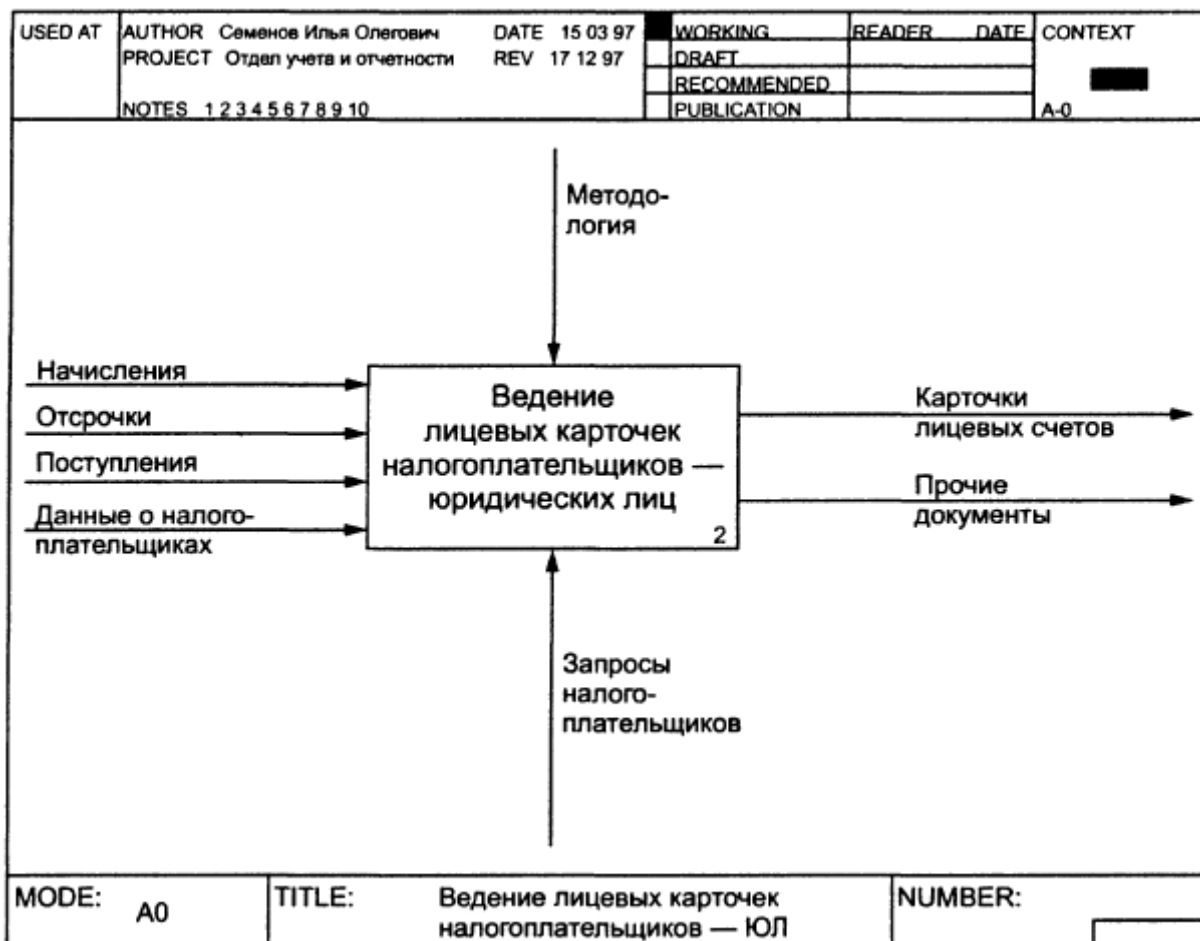 USED AT
AUTHOR Семенов Илья Олегович DATE 15 03 97
PROJECT Отдел учета и отчетности REV 17 12 97
NOTES 1 2 3 4 5 6 7 8 9 10
WORKING READER DATE
DRAFT
RECOMMENDED
PUBLICATION
CONTEXT
A-0
Методо-
логия
Начисления
Отсрочки
Поступления
Данные о налого-
плательщиках
Ведение
лицевых карточек
налогоплательщиков —
юридических лиц
2
Карточки
лицевых счетов
Прочие
документы
Запросы
налого-
плательщиков
MODE: A0
TITLE: Ведение лицевых карточек
налогоплательщиков — ЮЛ
NUMBER: